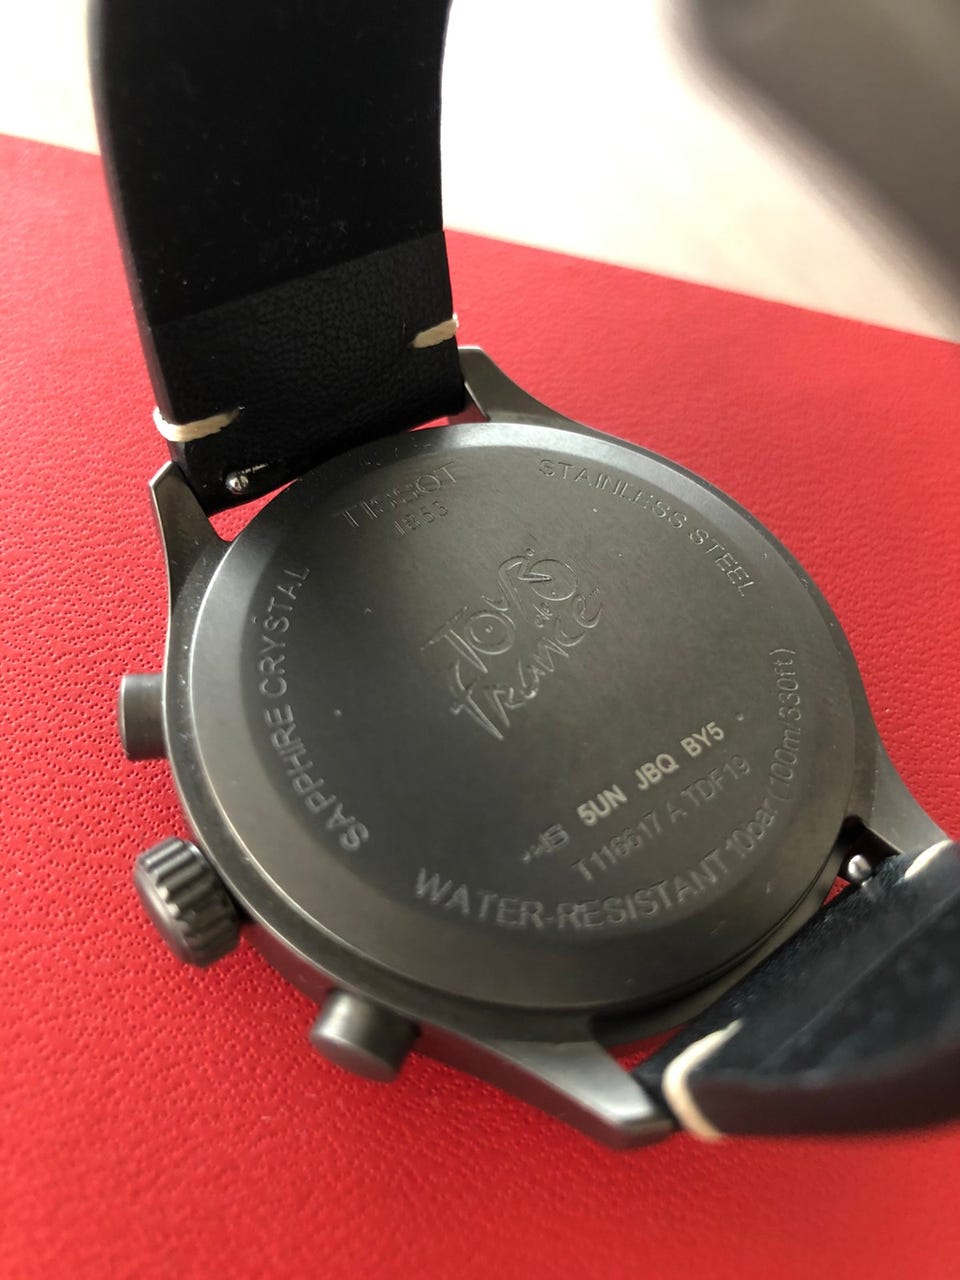 TISSOT
1853
STAINLESS STEEL
SAPPHIRE CRYSTAL
TOUR
de
France
5UN JBQ BY5
T116617 A TDF19
WATER-RESISTANT 10bar (100m/330ft)